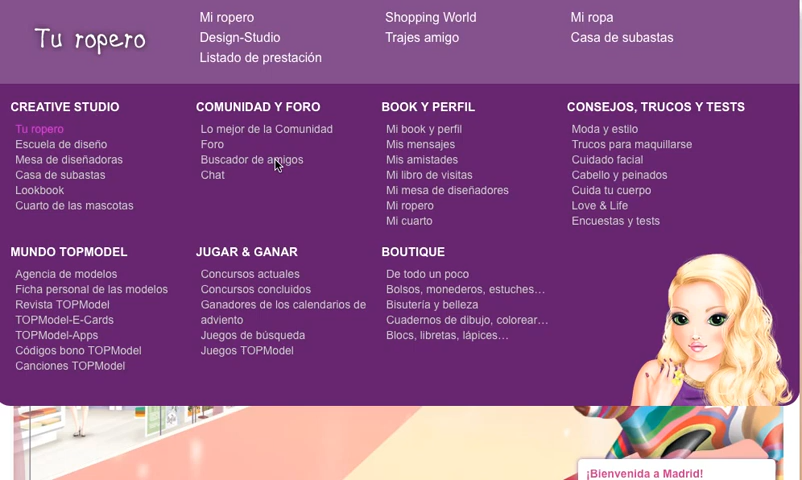 Tu ropero
Mi ropero
Design-Studio
Listado de prestación
Shopping World
Trajes amigo
Mi ropa
Casa de subastas
CREATIVE STUDIO
Tu ropero
Escuela de diseño
Mesa de diseñadoras
Casa de subastas
Lookbook
Cuarto de las mascotas
COMUNIDAD Y FORO
Lo mejor de la Comunidad
Foro
Buscador de amigos
Chat
BOOK Y PERFIL
Mi book y perfil
Mis mensajes
Mis amistades
Mi libro de visitas
Mi mesa de diseñadores
Mi ropero
Mi cuarto
CONSEJOS, TRUCOS Y TESTS
Moda y estilo
Trucos para maquillarse
Cuidado facial
Cabello y peinados
Cuida tu cuerpo
Love & Life
Encuestas y tests
MUNDO TOPMODEL
Agencia de modelos
Ficha personal de las modelos
Revista TOPModel
TOPModel-E-Cards
TOPModel-Apps
Códigos bono TOPModel
Canciones TOPModel
JUGAR & GANAR
Concursos actuales
Concursos concluidos
Ganadores de los calendarios de
adviento
Juegos de búsqueda
Juegos TOPModel
BOUTIQUE
De todo un poco
Bolsos, monederos, estuches…
Bisutería y belleza
Cuadernos de dibujo, colorear…
Blocs, libretas, lápices…
¡Bienvenida a Madrid!